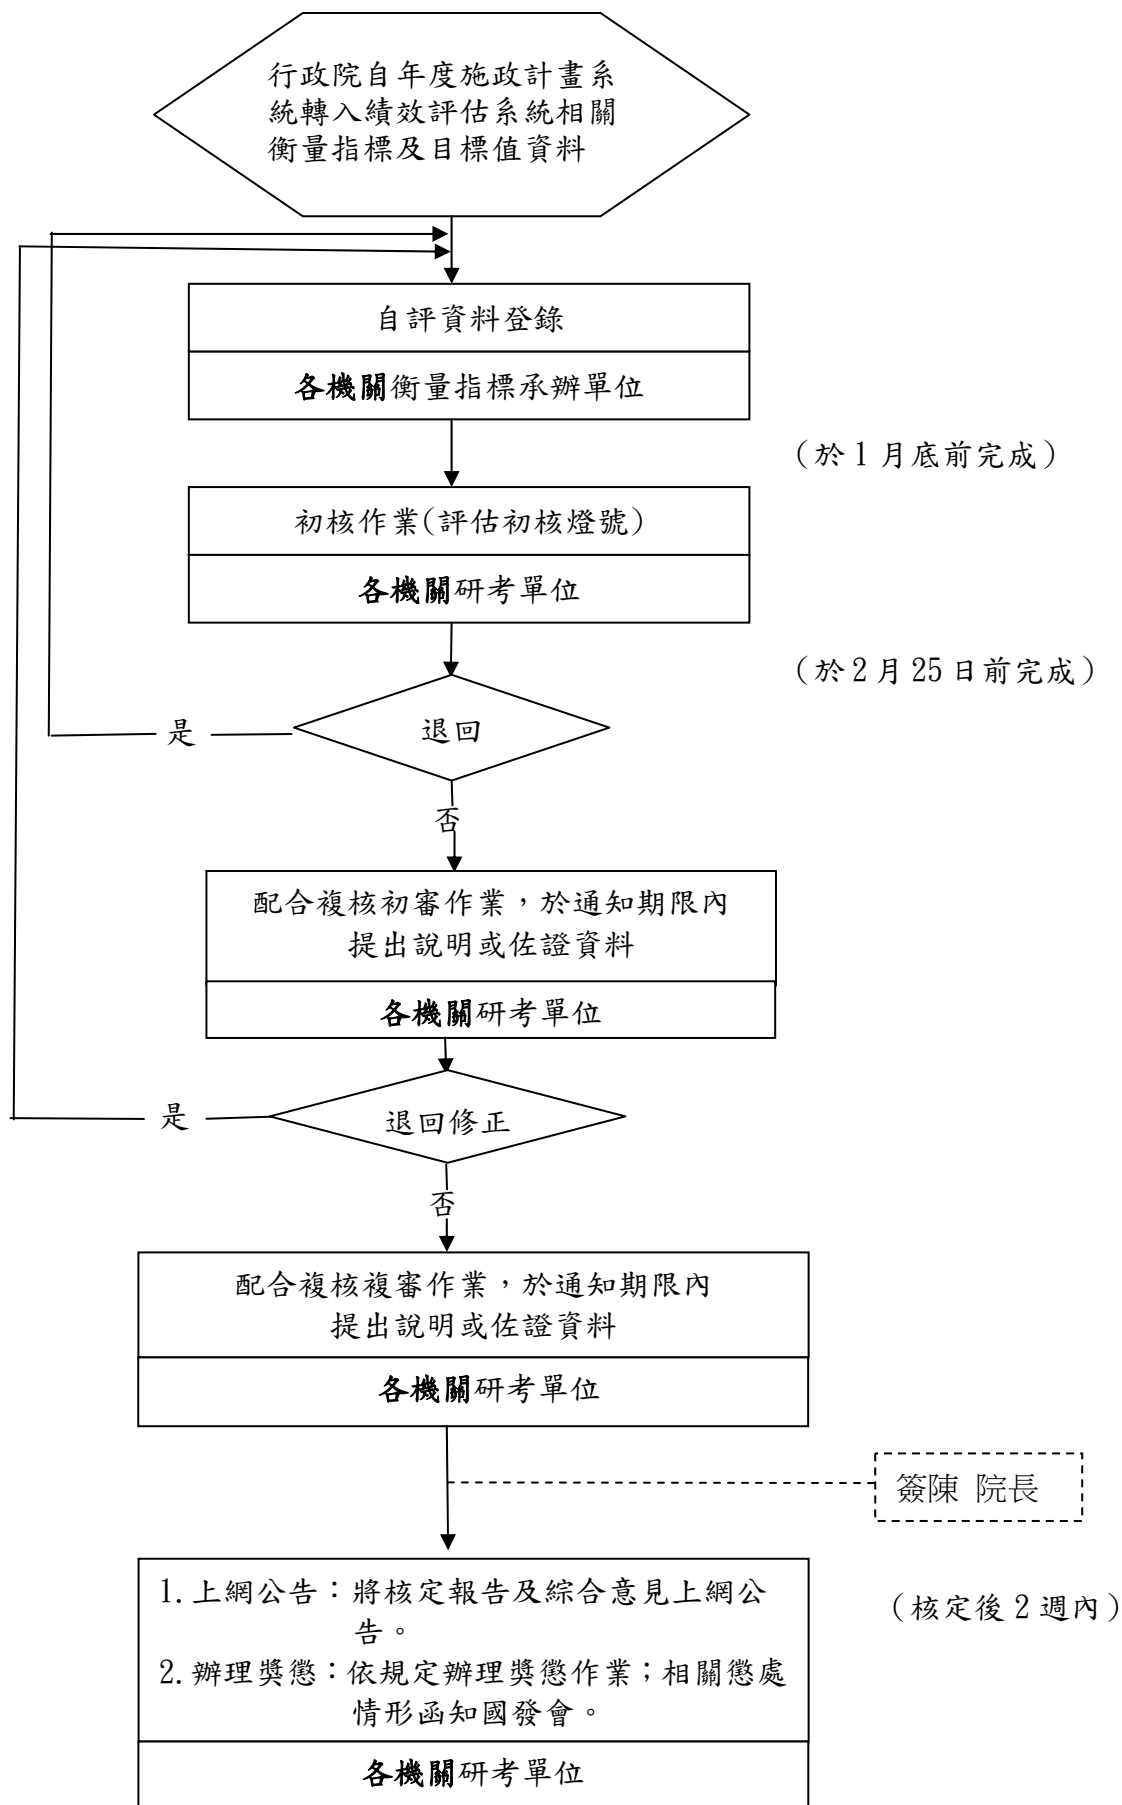 行政院自年度施政計畫系
統轉入績效評估系統相關
衡量指標及目標值資料
自評資料登錄
各機關衡量指標承辦單位
（於1月底前完成）
初核作業(評估初核燈號)
各機關研考單位
（於2月25日前完成）
退回
是
否
配合複核初審作業，於通知期限內
提出說明或佐證資料
各機關研考單位
退回修正
是
否
配合複核複審作業，於通知期限內
提出說明或佐證資料
各機關研考單位
簽陳 院長
1.上網公告：將核定報告及綜合意見上網公
告。
（核定後2週內）
2.辦理獎懲：依規定辦理獎懲作業；相關懲處
情形函知國發會。
各機關研考單位